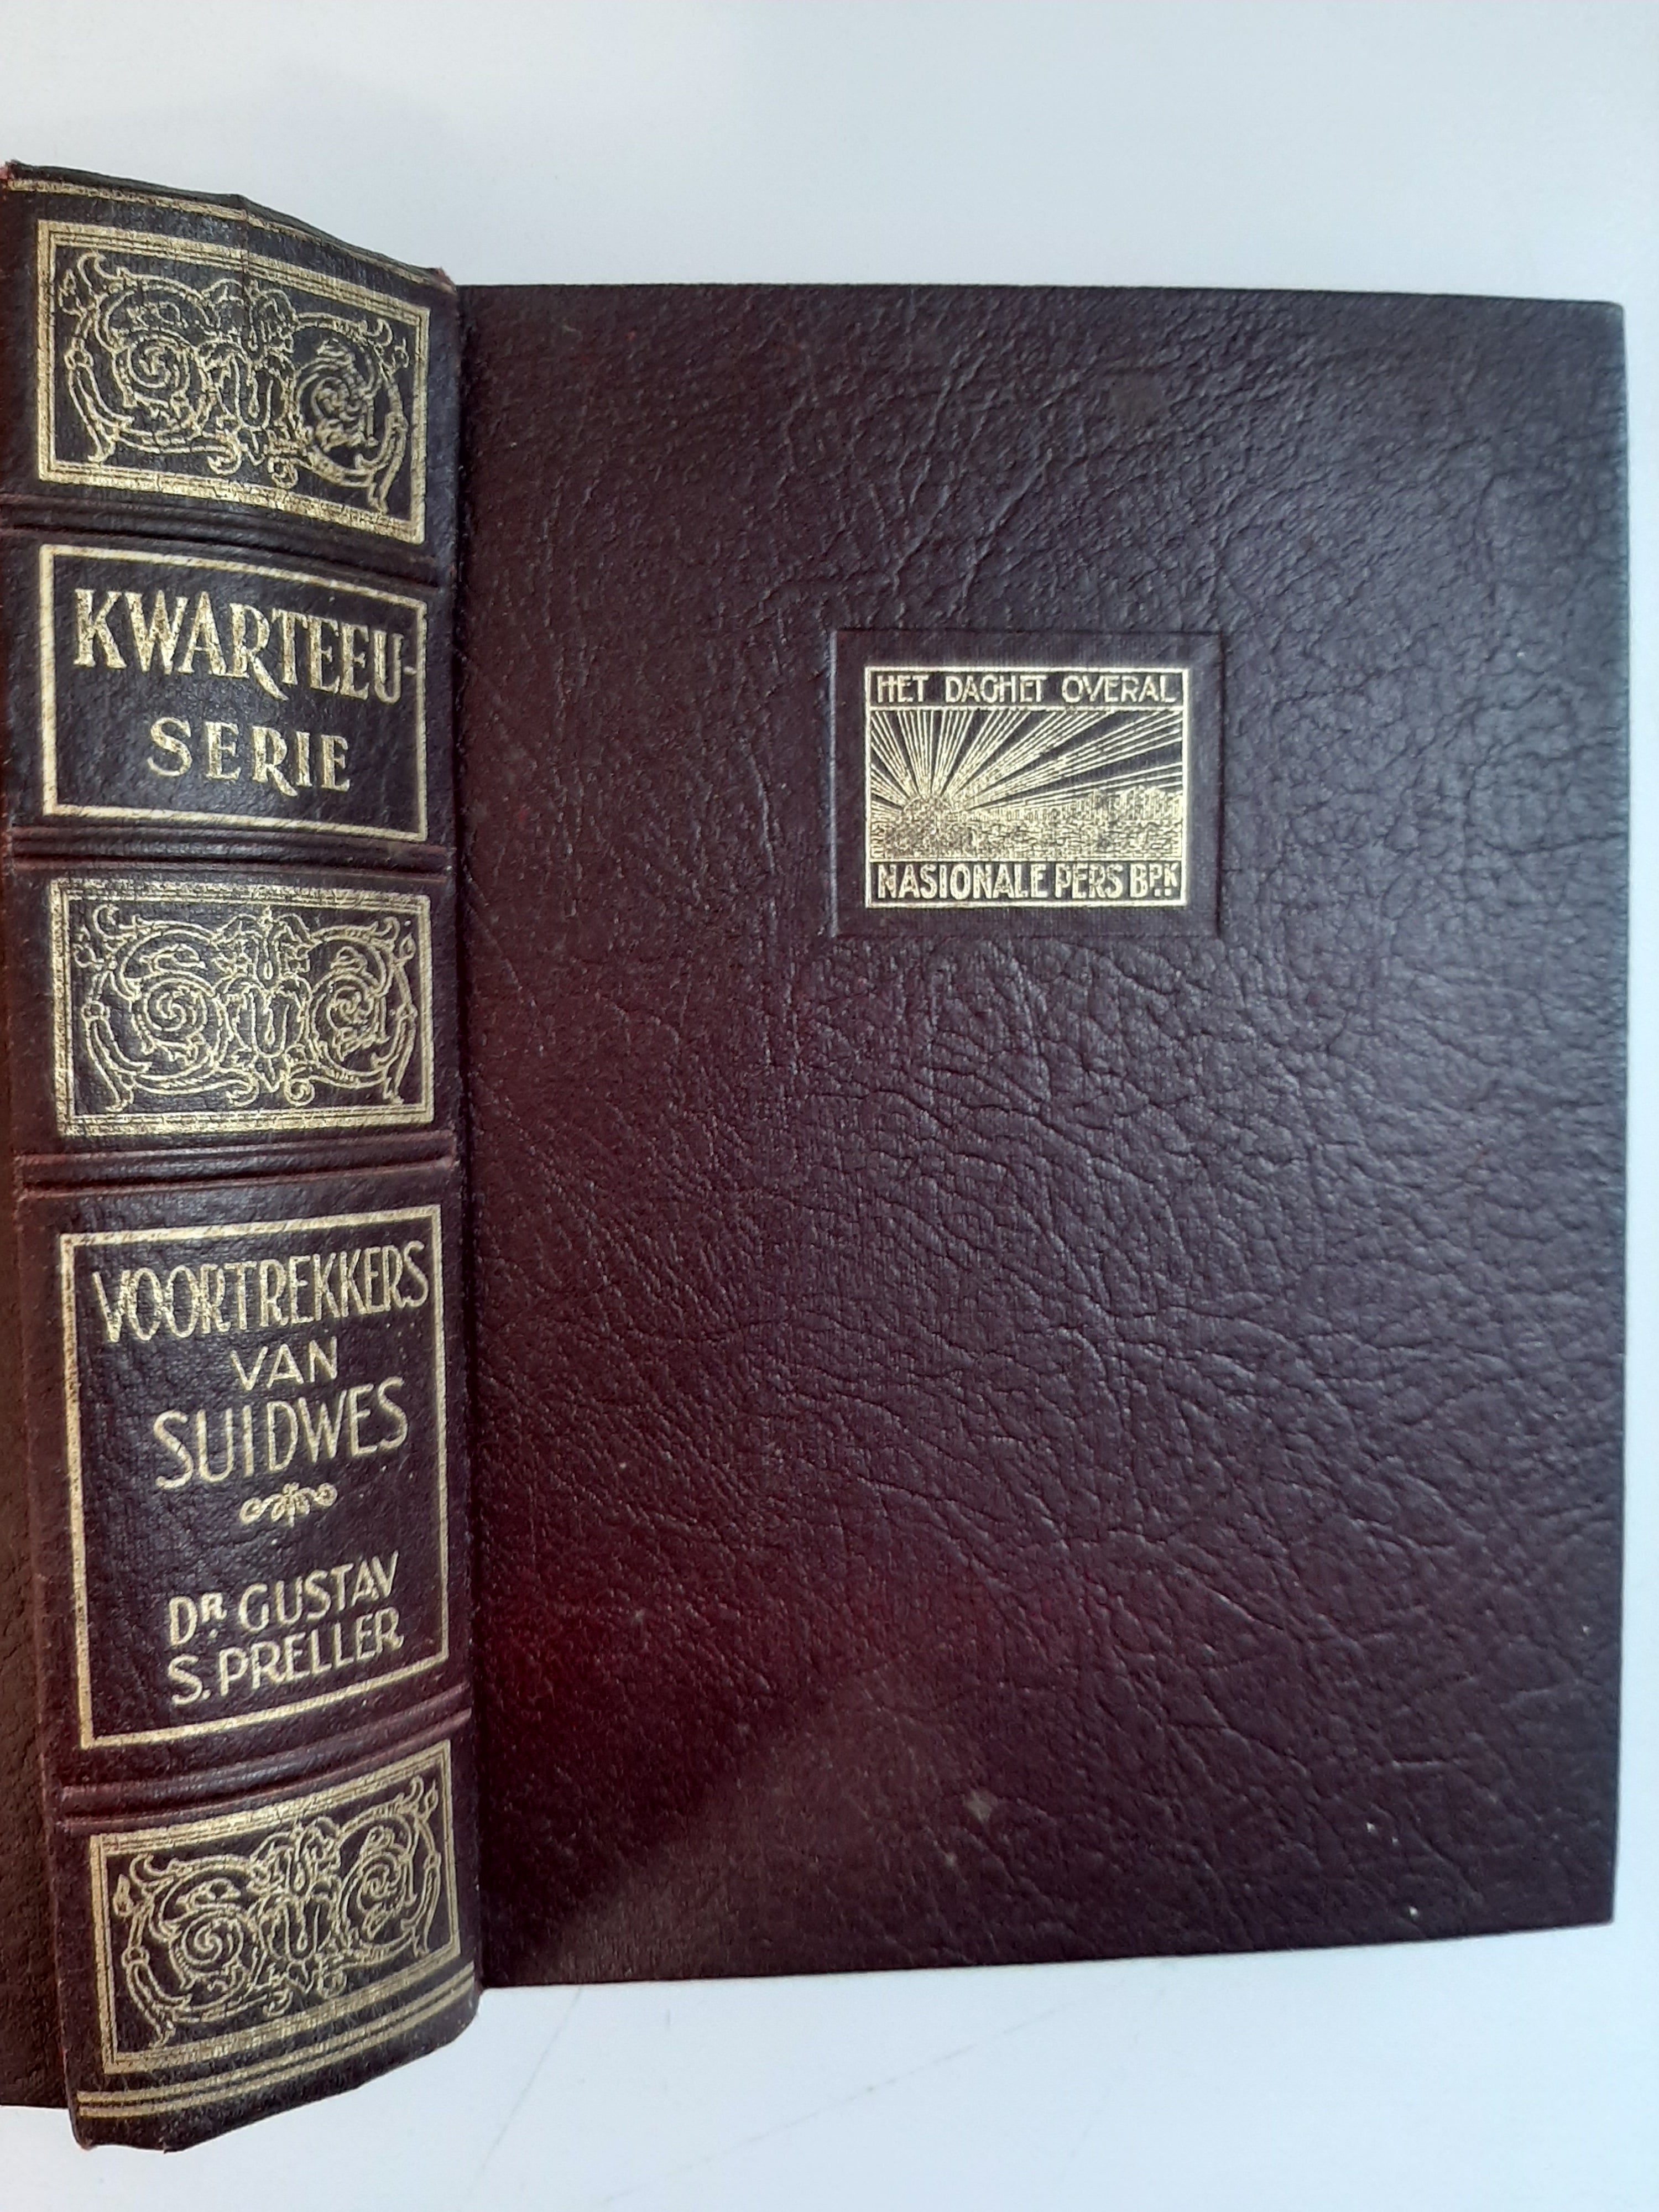 KWARTEEU-
SERIE
VOORTREKKERS
VAN
SUIDWES
DR. GUSTAV
S. PRELLER
HET DAGHET OVERAL
NASIONALE PERS BPK.